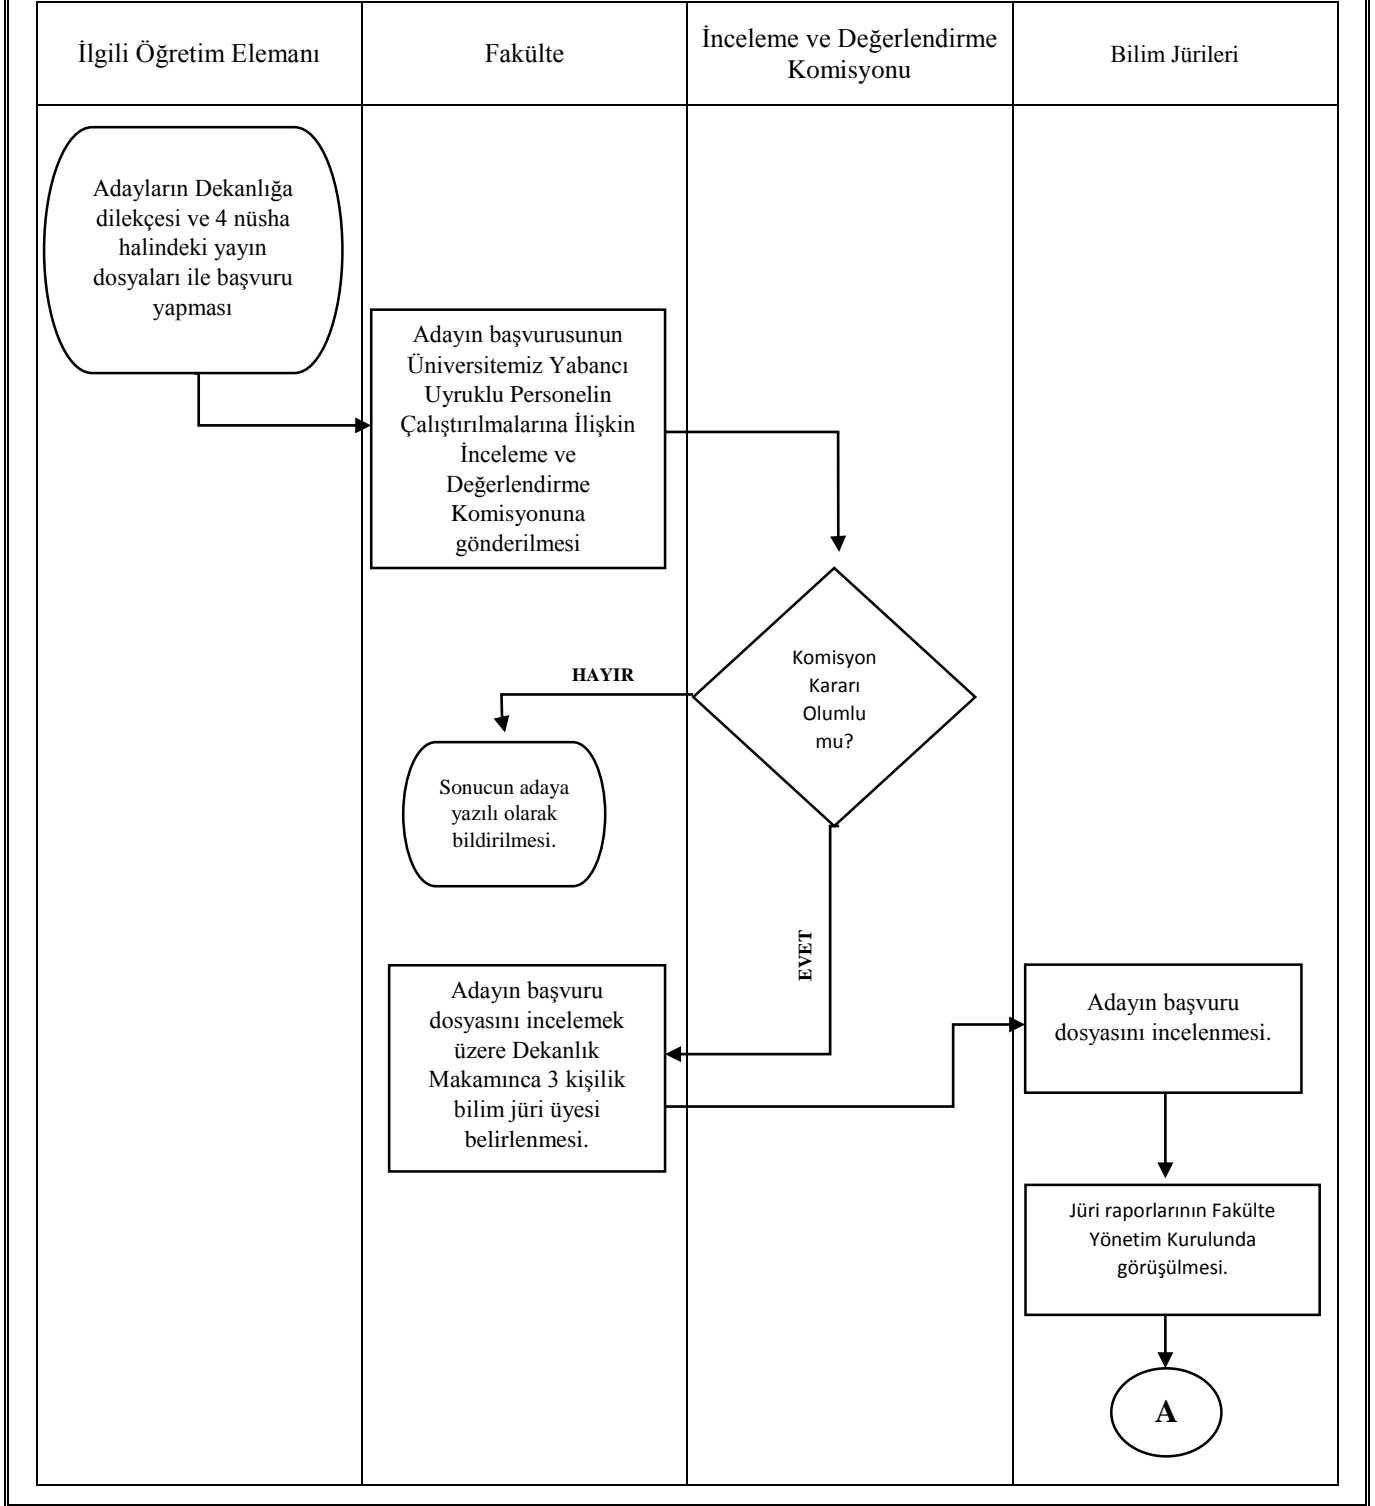 İlgili Öğretim Elemanı
Fakülte
İnceleme ve Değerlendirme
Komisyonu
Bilim Jürileri
Adayların Dekanlığa
dilekçesi ve 4 nüsha
halindeki yayın
dosyaları ile başvuru
yapması
Adayın başvurusunun
Üniversitemiz Yabancı
Uyruklu Personelin
Çalıştırılmalarına İlişkin
İnceleme ve
Değerlendirme
Komisyonuna
gönderilmesi
Komisyon
Kararı
Olumlu
mu?
HAYIR
Sonucun adaya
yazılı olarak
bildirilmesi.
EVET
Adayın başvuru
dosyasını incelemek
üzere Dekanlık
Makamınca 3 kişilik
bilim jüri üyesi
belirlenmesi.
Adayın başvuru
dosyasını incelenmesi.
Jüri raporlarının Fakülte
Yönetim Kurulunda
görüşülmesi.
A